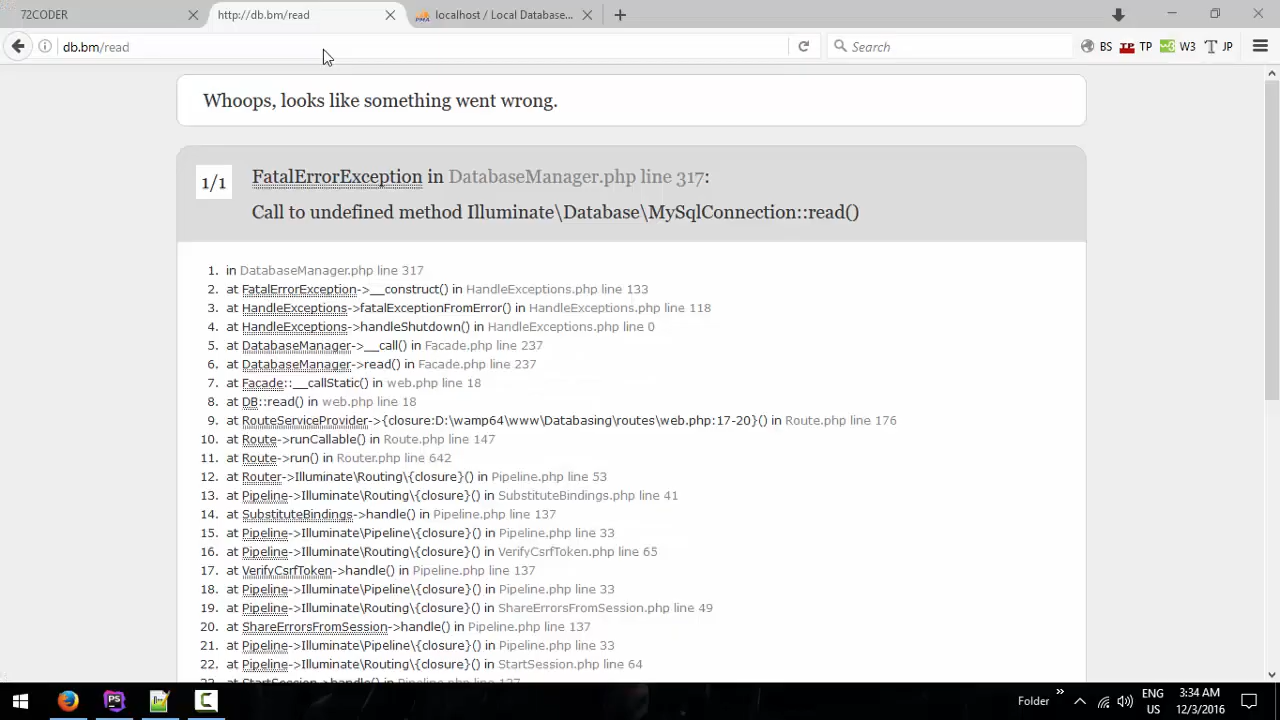 72CODER
http://db.bm/read
localhost / Local Database...
db.bm/read
Search
BS
TP
W3
JP
Whoops, looks like something went wrong.
1/1
FatalErrorException in DatabaseManager.php line 317:
Call to undefined method Illuminate\Database\MySqlConnection::read()
1. in DatabaseManager.php line 317
2. at FatalErrorException->__construct() in HandleExceptions.php line 133
3. at HandleExceptions->fatalExceptionFromError() in HandleExceptions.php line 118
4. at HandleExceptions->handleShutdown() in HandleExceptions.php line 0
5. at DatabaseManager->__call() in Facade.php line 237
6. at DatabaseManager->read() in Facade.php line 237
7. at Facade::__callStatic() in web.php line 18
8. at DB::read() in web.php line 18
9. at RouteServiceProvider->{closure:D:\wamp64\www\Databasing\routes\web.php:17-20}() in Route.php line 176
10. at Route->runCallable() in Route.php line 147
11. at Route->run() in Router.php line 642
12. at Router->Illuminate\Routing\{closure}() in Pipeline.php line 53
13. at Pipeline->Illuminate\Routing\{closure}() in SubstituteBindings.php line 41
14. at SubstituteBindings->handle() in Pipeline.php line 137
15. at Pipeline->Illuminate\Pipeline\{closure}() in Pipeline.php line 33
16. at Pipeline->Illuminate\Routing\{closure}() in VerifyCsrfToken.php line 65
17. at VerifyCsrfToken->handle() in Pipeline.php line 137
18. at Pipeline->Illuminate\Pipeline\{closure}() in Pipeline.php line 33
19. at Pipeline->Illuminate\Routing\{closure}() in ShareErrorsFromSession.php line 49
20. at ShareErrorsFromSession->handle() in Pipeline.php line 137
21. at Pipeline->Illuminate\Pipeline\{closure}() in Pipeline.php line 33
22. at Pipeline->Illuminate\Routing\{closure}() in StartSession.php line 64
23. at StartSession->handle() in Pipeline.php line 137
Folder
ENG
US
3:34 AM
12/3/2016